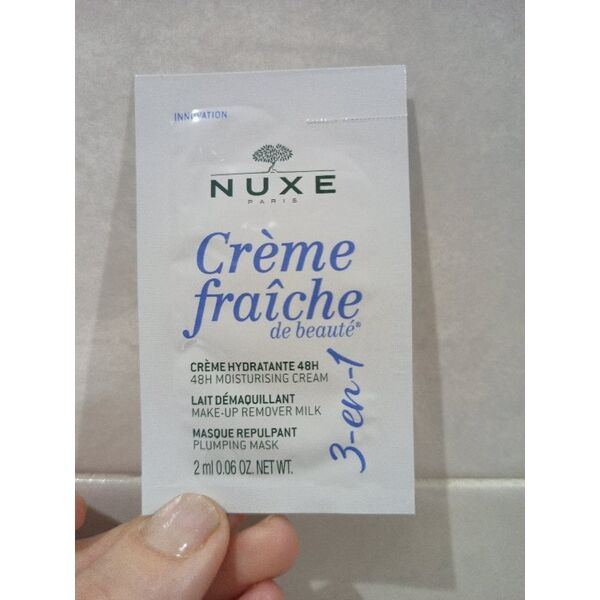 INNOVATION
NUXE
PARIS
Crème
fraîche
de beauté®
3-en-1
CRÈME HYDRATANTE 48H
48H MOISTURISING CREAM
LAIT DÉMAQUILLANT
MAKE-UP REMOVER MILK
MASQUE REPULPANT
PLUMPING MASK
2 ml 0.06 OZ. NET WT.